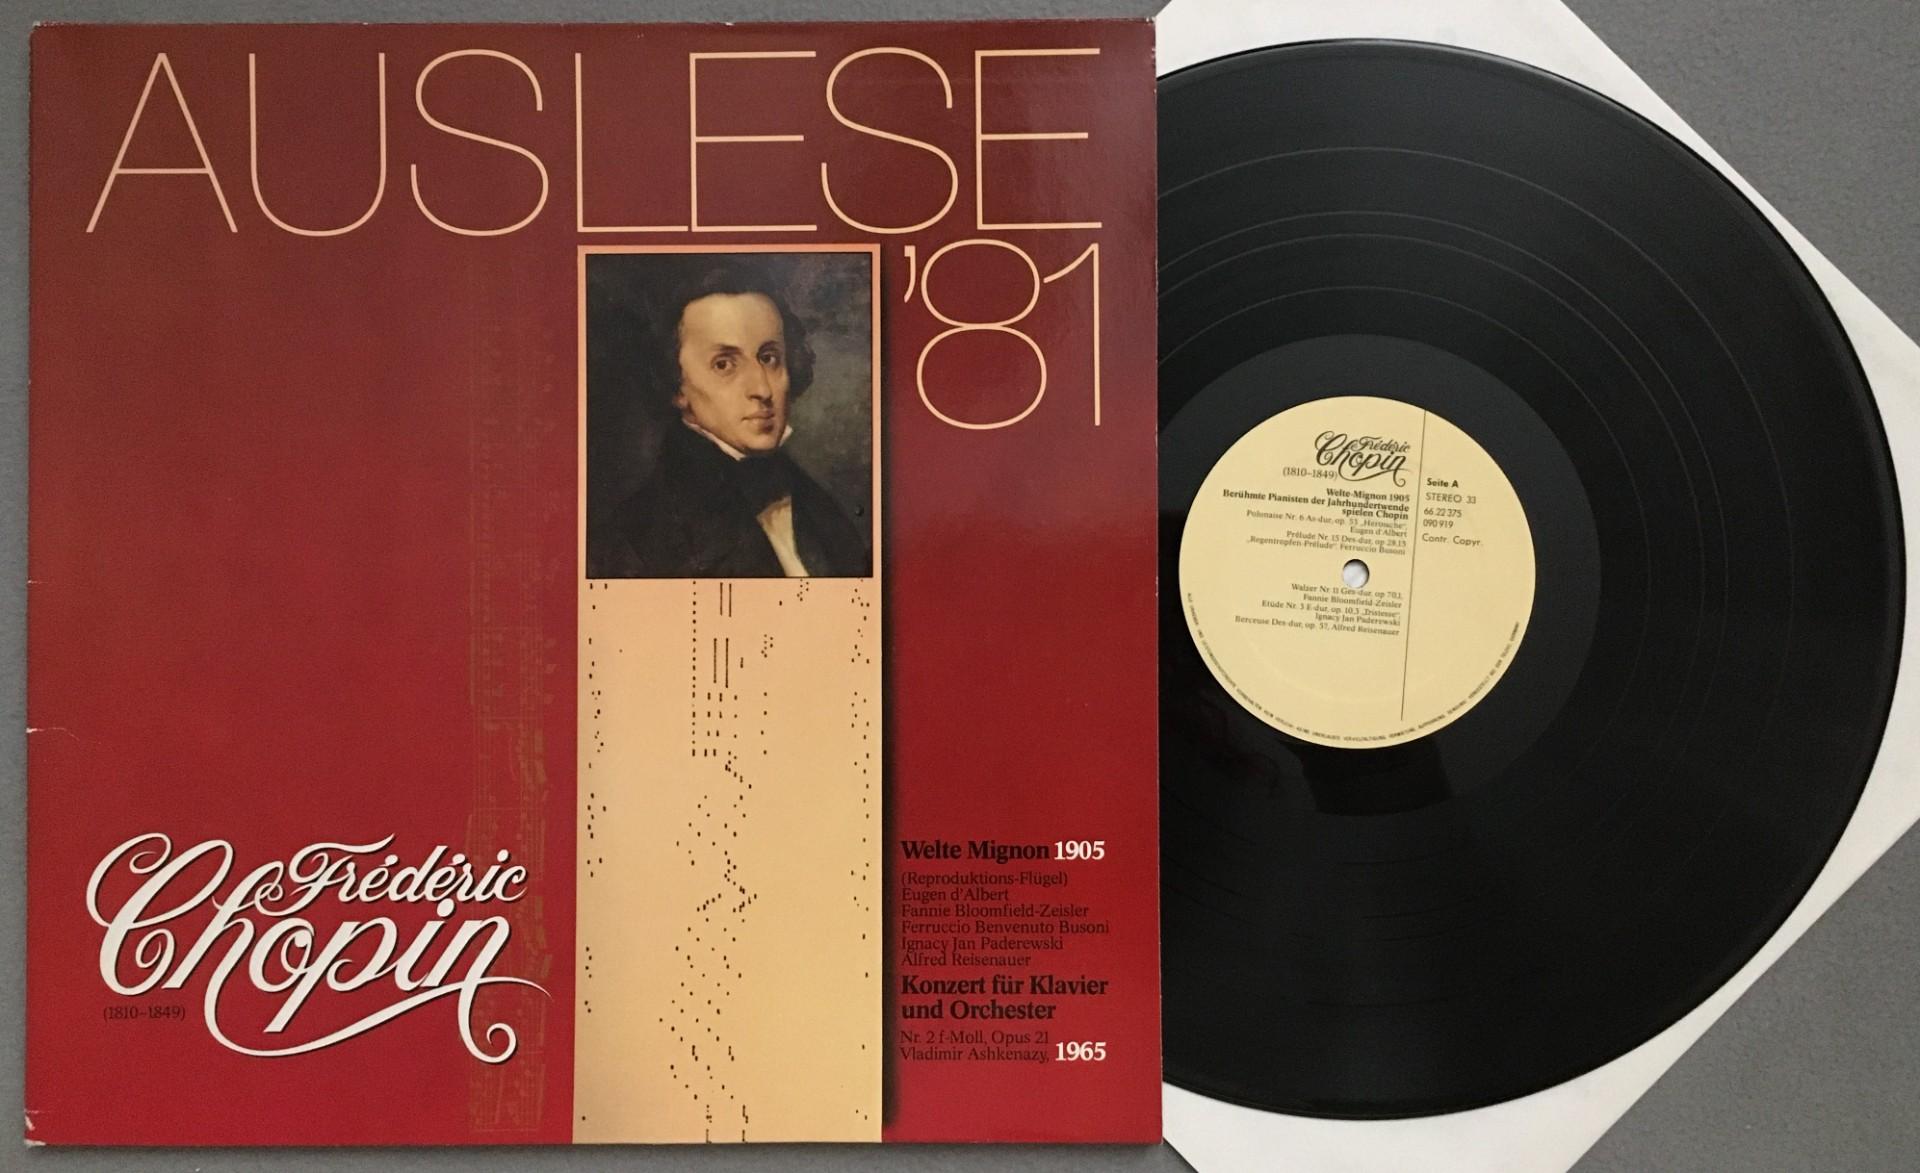 AUSLESE
'81
Frédéric
Chopin
(1810–1849)
Welte Mignon 1905
(Reproduktions-Flügel)
Eugen d'Albert
Fannie Bloomfield-Zeisler
Ferruccio Benvenuto Busoni
Ignacy Jan Paderewski
Alfred Reisenauer
Konzert für Klavier
und Orchester
Nr. 2 f-Moll, Opus 21
Vladimir Ashkenazy, 1965
Frédéric
Chopin
(1810–1849)
Welte-Mignon 1905
Berühmte Pianisten der Jahrhundertwende
spielen Chopin
Polonaise Nr. 6 As-dur, op. 53 „Heroische",
Eugen d'Albert
Prélude Nr. 15 Des-dur, op 28,15
„Regentropfen-Prélude", Ferruccio Busoni
Walzer Nr. 11 Ges-dur, op 70,1,
Fannie Bloomfield-Zeisler
Etüde Nr. 3 E-dur, op. 10,3 „Tristesse",
Ignacy Jan Paderewski
Berceuse Des-dur, op. 57, Alfred Reisenauer
Seite A
STEREO 33
66.22 375
090 919
Contr. Copyr.